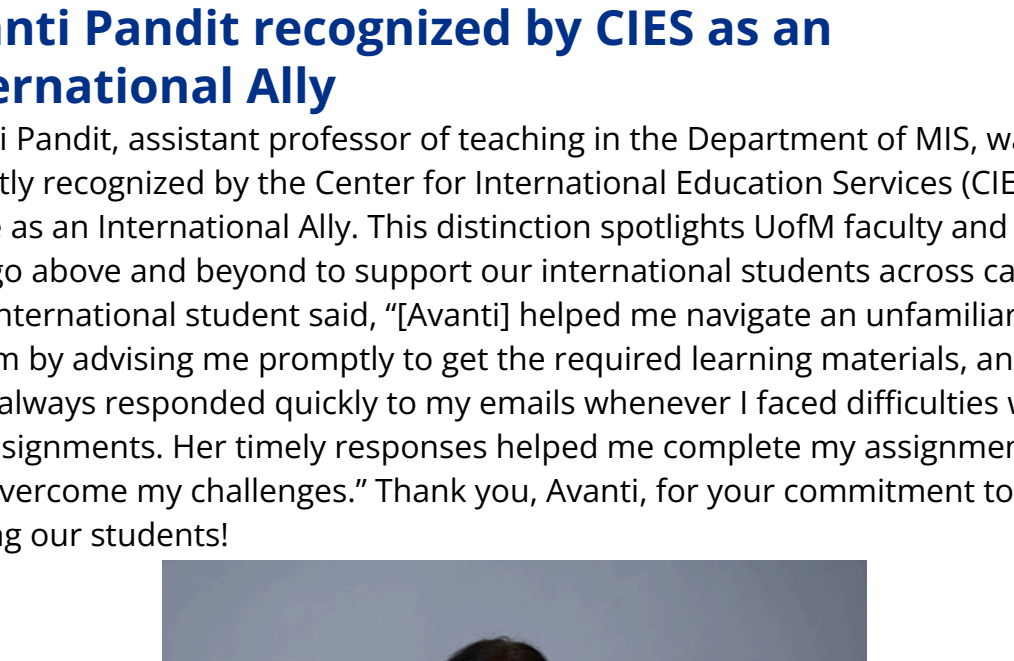 nti Pandit recognized by CIES as an
ernational Ally
i Pandit, assistant professor of teaching in the Department of MIS, wa
tly recognized by the Center for International Education Services (CIE
as an International Ally. This distinction spotlights UofM faculty and
go above and beyond to support our international students across ca
nternational student said, “[Avanti] helped me navigate an unfamiliar
m by advising me promptly to get the required learning materials, an
always responded quickly to my emails whenever I faced difficulties w
signments. Her timely responses helped me complete my assignmen
vercome my challenges.” Thank you, Avanti, for your commitment to
ng our students!